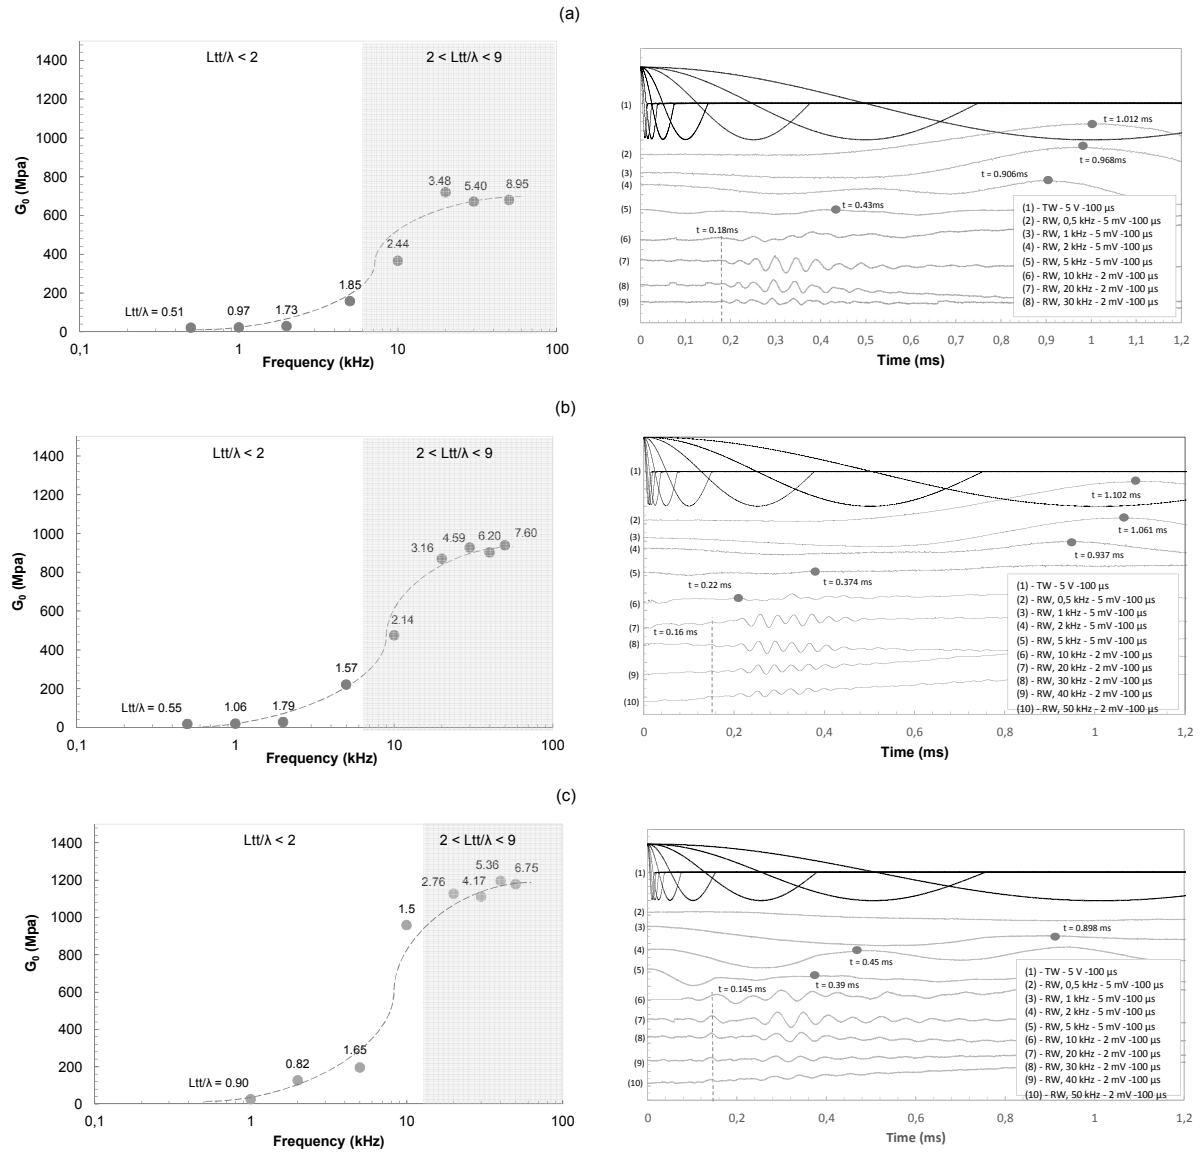 (a)
Ltt/λ < 2
2 < Ltt/λ < 9
1400
1200
1000
800
600
400
200
0
G₀ (Mpa)
Ltt/λ = 0.51
0.97
1.73
1.85
2.44
3.48
5.40
8.95
0,1
1
10
100
Frequency (kHz)
(1)
(2)
(3)
(4)
(5)
(6)
(7)
(8)
(9)
t = 1.012 ms
t = 0.968ms
t = 0.906ms
t = 0.43ms
t = 0.18ms
(1) - TW - 5 V -100 µs
(2) - RW, 0,5 kHz - 5 mV -100 µs
(3) - RW, 1 kHz - 5 mV -100 µs
(4) - RW, 2 kHz - 5 mV -100 µs
(5) - RW, 5 kHz - 5 mV -100 µs
(6) - RW, 10 kHz - 2 mV -100 µs
(7) - RW, 20 kHz - 2 mV -100 µs
(8) - RW, 30 kHz - 2 mV -100 µs
0
0,1
0,2
0,3
0,4
0,5
0,6
0,7
0,8
0,9
1
1,1
1,2
Time (ms)
(b)
Ltt/λ < 2
2 < Ltt/λ < 9
1400
1200
1000
800
600
400
200
0
G₀ (Mpa)
Ltt/λ = 0.55
1.06
1.79
1.57
2.14
3.16
4.59
6.20
7.60
0,1
1
10
100
Frequency (kHz)
(1)
(2)
(3)
(4)
(5)
(6)
(7)
(8)
(9)
(10)
t = 1.102 ms
t = 1.061 ms
t = 0.937 ms
t = 0.374 ms
t = 0.22 ms
t = 0.16 ms
(1) - TW - 5 V -100 µs
(2) - RW, 0,5 kHz - 5 mV -100 µs
(3) - RW, 1 kHz - 5 mV -100 µs
(4) - RW, 2 kHz - 5 mV -100 µs
(5) - RW, 5 kHz - 5 mV -100 µs
(6) - RW, 10 kHz - 2 mV -100 µs
(7) - RW, 20 kHz - 2 mV -100 µs
(8) - RW, 30 kHz - 2 mV -100 µs
(9) - RW, 40 kHz - 2 mV -100 µs
(10) - RW, 50 kHz - 2 mV -100 µs
0
0,2
0,4
0,6
0,8
1
1,2
Time (ms)
(c)
Ltt/λ < 2
2 < Ltt/λ < 9
1400
1200
1000
800
600
400
200
0
G₀ (Mpa)
Ltt/λ = 0.90
0.82
1.65
1.5
2.76
4.17
5.36
6.75
0,1
1
10
100
Frequency (kHz)
(1)
(2)
(3)
(4)
(5)
(6)
(7)
(8)
(9)
(10)
t = 0.898 ms
t = 0.45 ms
t = 0.39 ms
t = 0.145 ms
(1) - TW - 5 V -100 µs
(2) - RW, 0,5 kHz - 5 mV -100 µs
(3) - RW, 1 kHz - 5 mV -100 µs
(4) - RW, 2 kHz - 5 mV -100 µs
(5) - RW, 5 kHz - 5 mV -100 µs
(6) - RW, 10 kHz - 2 mV -100 µs
(7) - RW, 20 kHz - 2 mV -100 µs
(8) - RW, 30 kHz - 2 mV -100 µs
(9) - RW, 40 kHz - 2 mV -100 µs
(10) - RW, 50 kHz - 2 mV -100 µs
0
0,2
0,4
0,6
0,8
1
1,2
Time (ms)